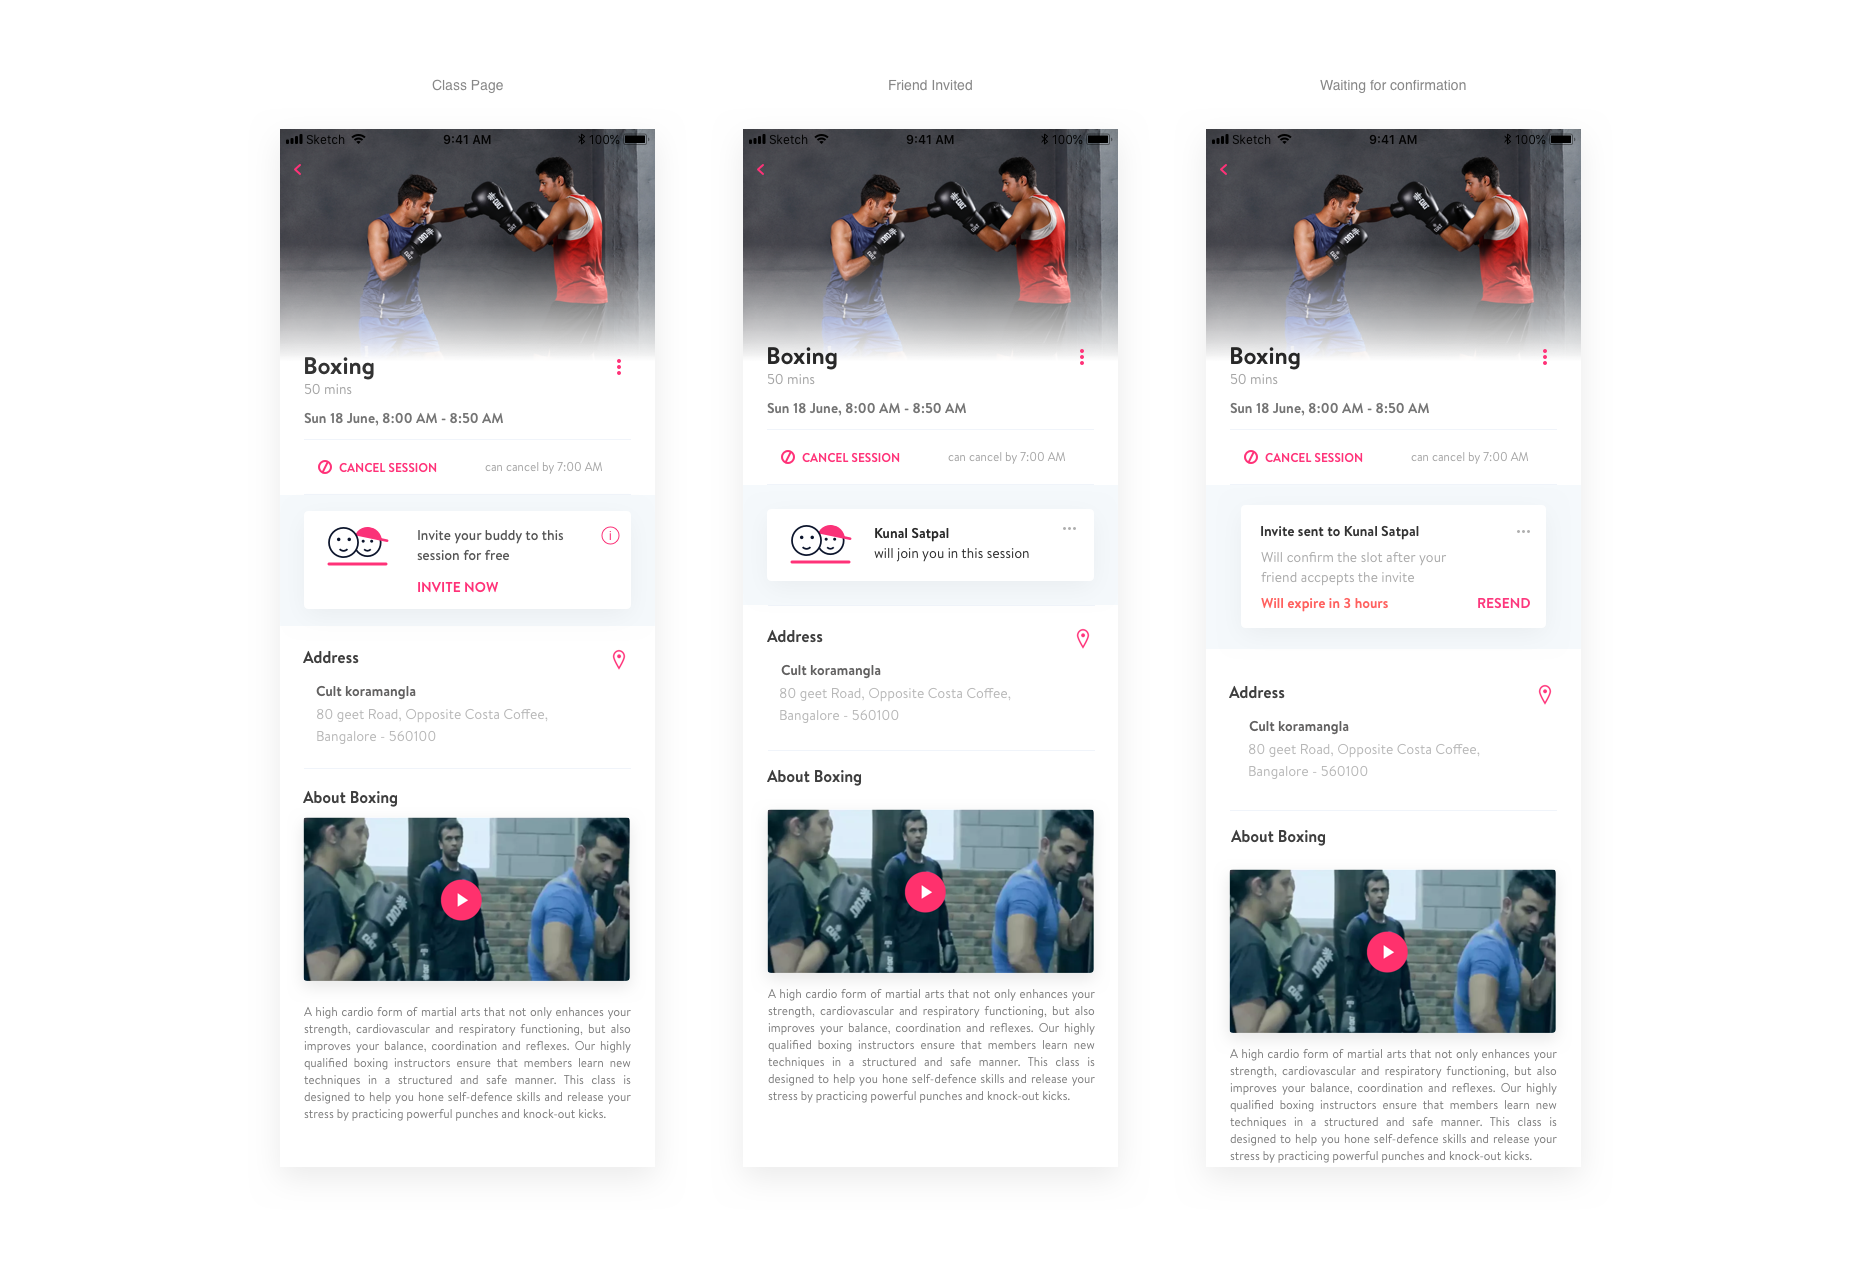 Class Page
Sketch 9:41 AM 100%
Boxing
50 mins
Sun 18 June, 8:00 AM - 8:50 AM
CANCEL SESSION can cancel by 7:00 AM
Invite your buddy to this
session for free
INVITE NOW
Address
Cult koramangla
80 geet Road, Opposite Costa Coffee,
Bangalore - 560100
About Boxing
A high cardio form of martial arts that not only enhances your
strength, cardiovascular and respiratory functioning, but also
improves your balance, coordination and reflexes. Our highly
qualified boxing instructors ensure that members learn new
techniques in a structured and safe manner. This class is
designed to help you hone self-defence skills and release your
stress by practicing powerful punches and knock-out kicks.
Friend Invited
Sketch 9:41 AM 100%
Boxing
50 mins
Sun 18 June, 8:00 AM - 8:50 AM
CANCEL SESSION can cancel by 7:00 AM
Kunal Satpal
will join you in this session
Address
Cult koramangla
80 geet Road, Opposite Costa Coffee,
Bangalore - 560100
About Boxing
A high cardio form of martial arts that not only enhances your
strength, cardiovascular and respiratory functioning, but also
improves your balance, coordination and reflexes. Our highly
qualified boxing instructors ensure that members learn new
techniques in a structured and safe manner. This class is
designed to help you hone self-defence skills and release your
stress by practicing powerful punches and knock-out kicks.
Waiting for confirmation
Sketch 9:41 AM 100%
Boxing
50 mins
Sun 18 June, 8:00 AM - 8:50 AM
CANCEL SESSION can cancel by 7:00 AM
Invite sent to Kunal Satpal
Will confirm the slot after your
friend accpepts the invite
Will expire in 3 hours RESEND
Address
Cult koramangla
80 geet Road, Opposite Costa Coffee,
Bangalore - 560100
About Boxing
A high cardio form of martial arts that not only enhances your
strength, cardiovascular and respiratory functioning, but also
improves your balance, coordination and reflexes. Our highly
qualified boxing instructors ensure that members learn new
techniques in a structured and safe manner. This class is
designed to help you hone self-defence skills and release your
stress by practicing powerful punches and knock-out kicks.